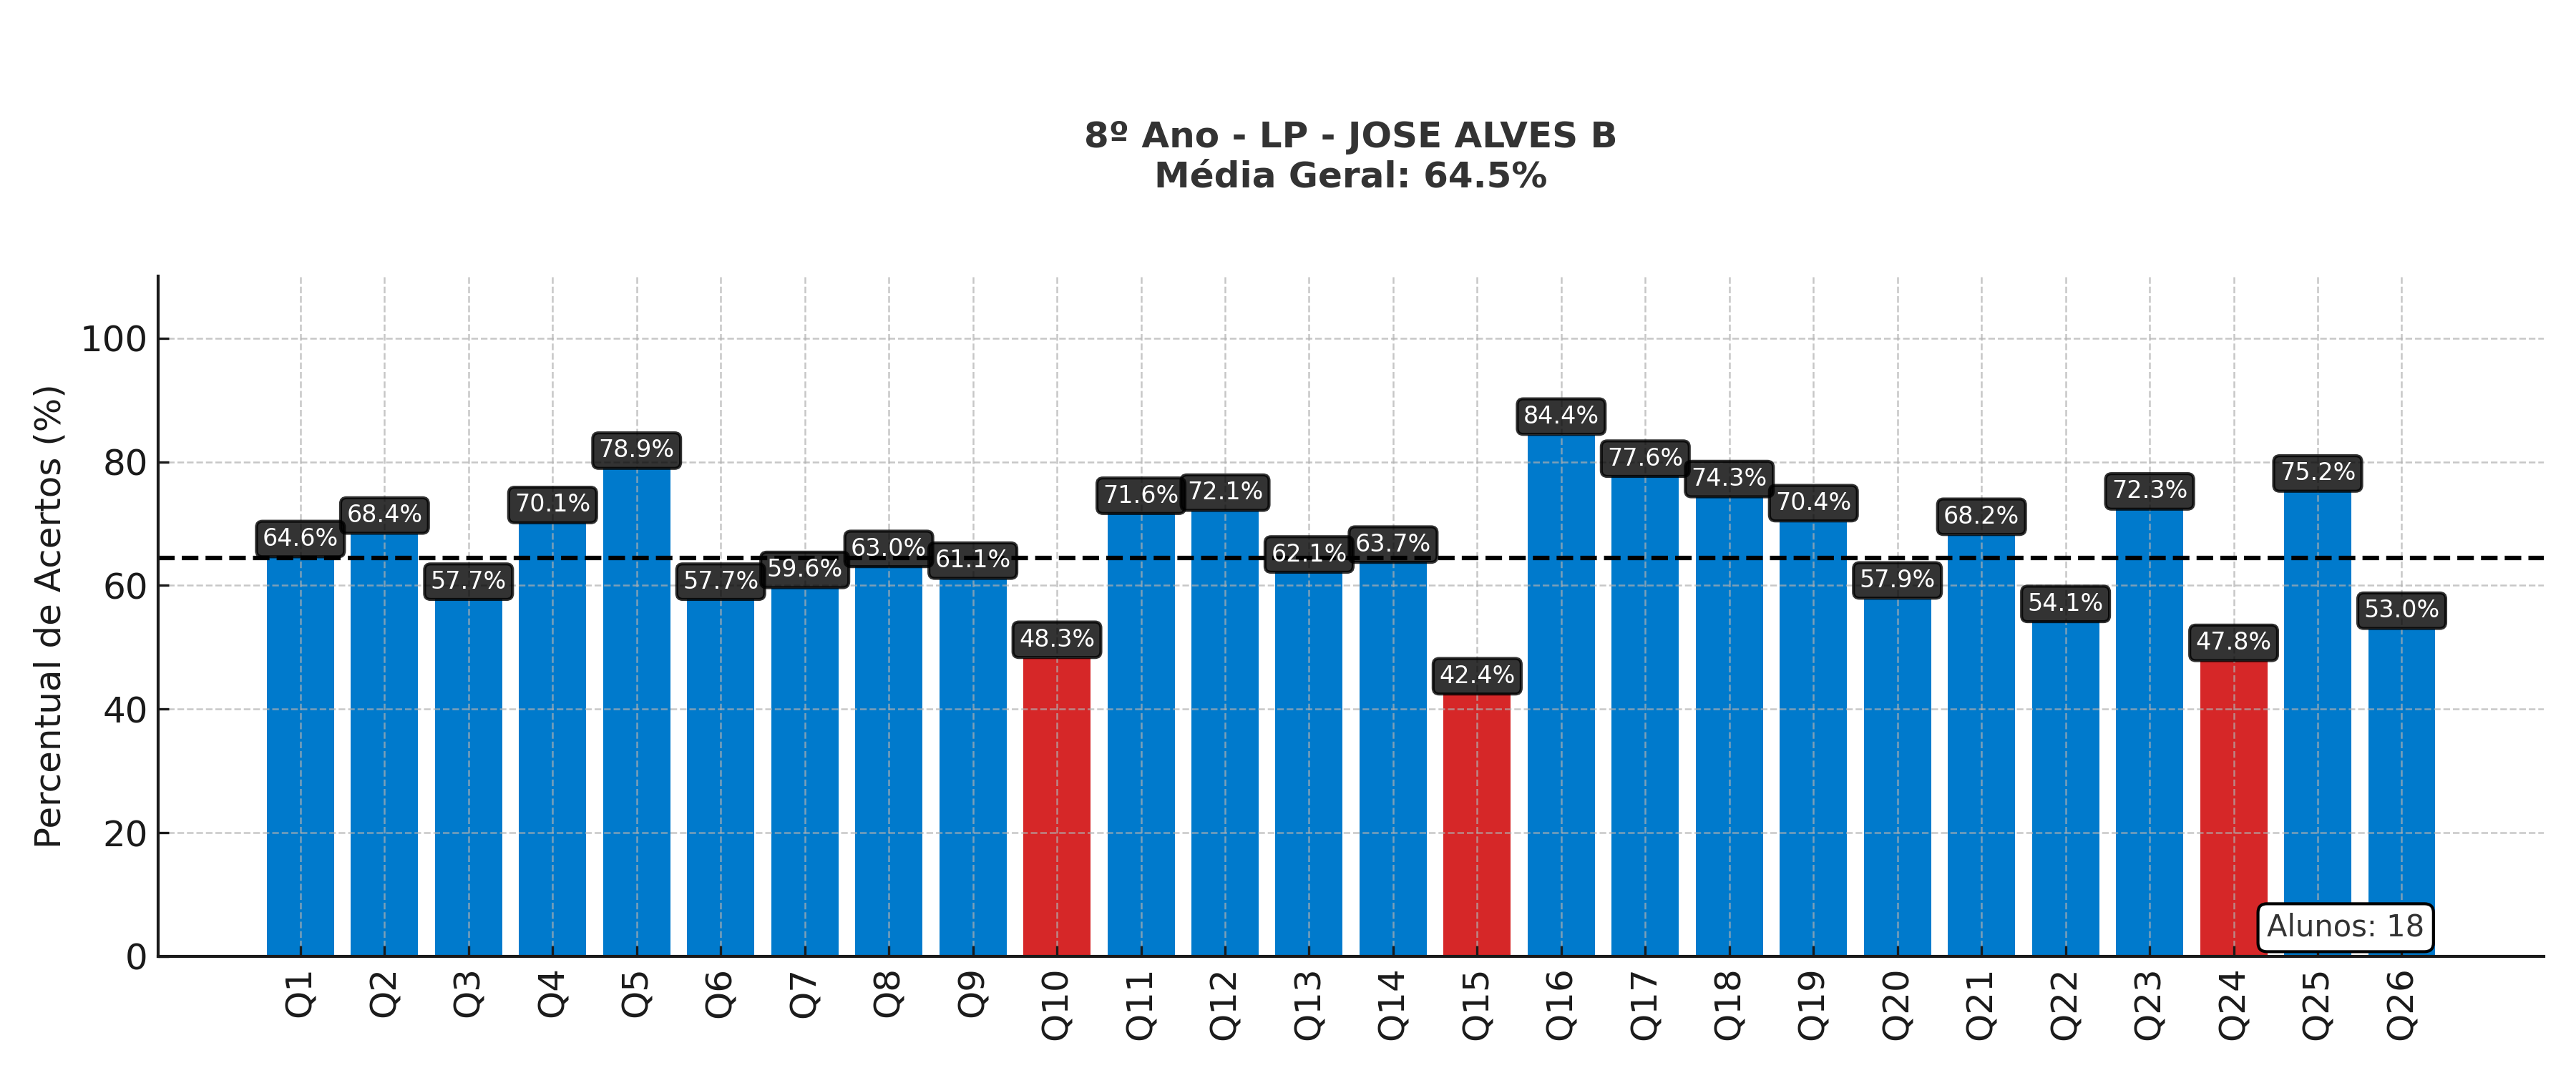 8º Ano - LP - JOSE ALVES B
Média Geral: 64.5%
Percentual de Acertos (%)
100
80
60
40
20
0
64.6%
68.4%
57.7%
70.1%
78.9%
57.7%
59.6%
63.0%
61.1%
48.3%
71.6%
72.1%
62.1%
63.7%
42.4%
84.4%
77.6%
74.3%
70.4%
57.9%
68.2%
54.1%
72.3%
47.8%
75.2%
53.0%
Alunos: 18
Q1
Q2
Q3
Q4
Q5
Q6
Q7
Q8
Q9
Q10
Q11
Q12
Q13
Q14
Q15
Q16
Q17
Q18
Q19
Q20
Q21
Q22
Q23
Q24
Q25
Q26